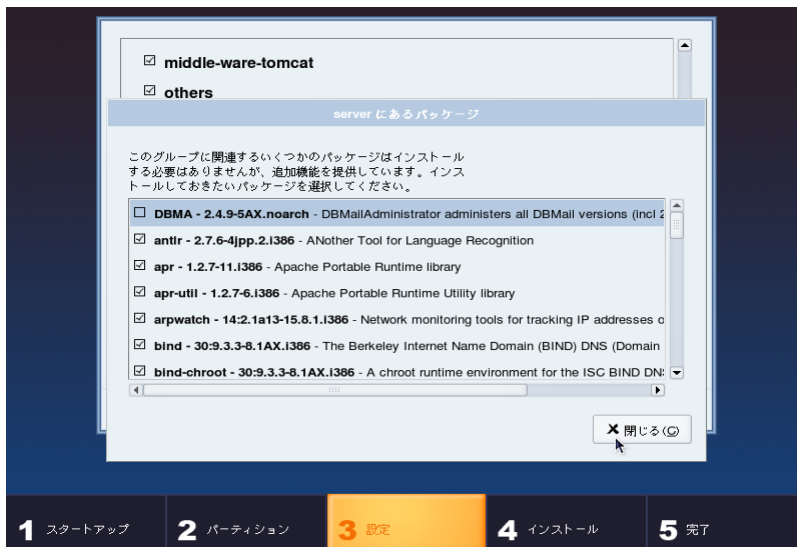 middle-ware-tomcat
others
server にあるパッケージ
このグループに関連するいくつかのパッケージはインストール
する必要はありませんが、追加機能を提供しています。インス
トールしておきたいパッケージを選択してください。
DBMA - 2.4.9-5AX.noarch - DBMailAdministrator administers all DBMail versions (incl 2
antlr - 2.7.6-4jpp.2.i386 - ANother Tool for Language Recognition
apr - 1.2.7-11.i386 - Apache Portable Runtime library
apr-util - 1.2.7-6.i386 - Apache Portable Runtime Utility library
arpwatch - 14:2.1a13-15.8.1.i386 - Network monitoring tools for tracking IP addresses o
bind - 30:9.3.3-8.1AX.i386 - The Berkeley Internet Name Domain (BIND) DNS (Domain
bind-chroot - 30:9.3.3-8.1AX.i386 - A chroot runtime environment for the ISC BIND DN
閉じる(C)
1 スタートアップ
2 パーティション
3 設定
4 インストール
5 完了